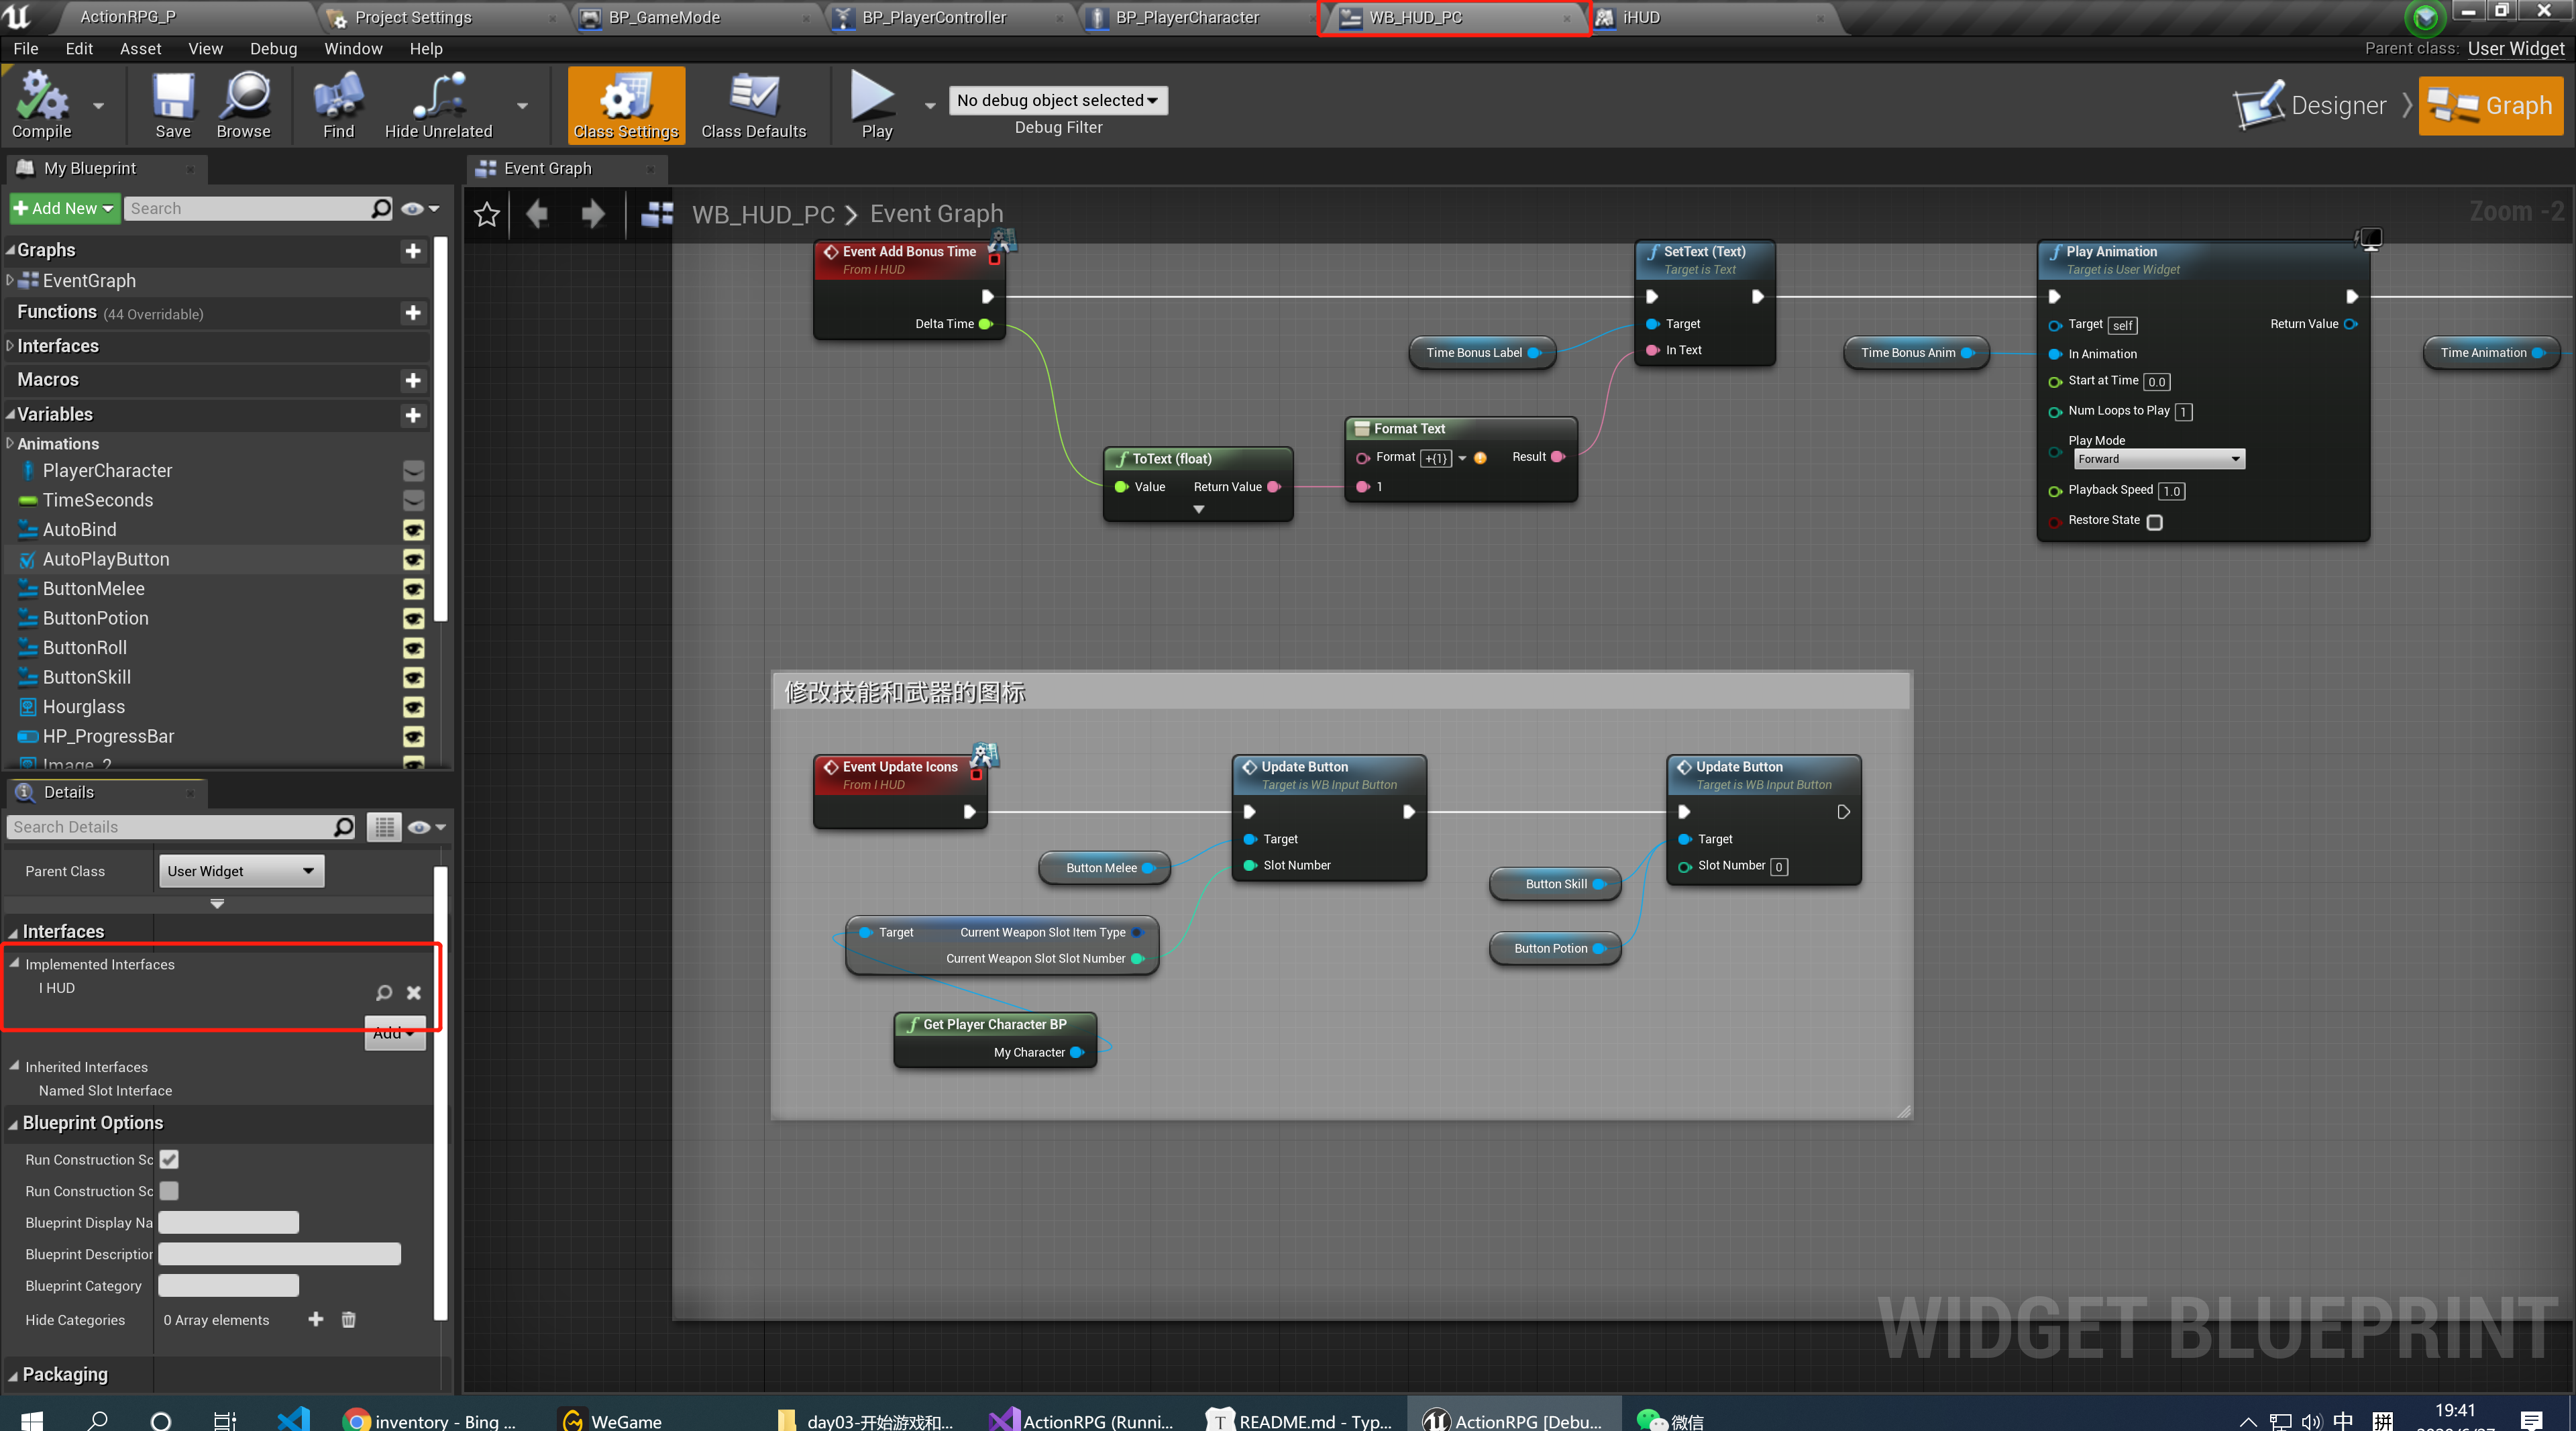 ActionRPG_P
Project Settings
BP_GameMode
BP_PlayerController
BP_PlayerCharacter
WB_HUD_PC
iHUD
File Edit Asset View Debug Window Help
Parent class: User Widget
Compile
Save
Browse
Find
Hide Unrelated
Class Settings
Class Defaults
Play
No debug object selected
Debug Filter
Designer
Graph
My Blueprint
Event Graph
Add New
Search
WB_HUD_PC > Event Graph
Zoom -2
Graphs
EventGraph
Functions (44 Overridable)
Interfaces
Macros
Variables
Animations
PlayerCharacter
TimeSeconds
AutoBind
AutoPlayButton
ButtonMelee
ButtonPotion
ButtonRoll
ButtonSkill
Hourglass
HP_ProgressBar
Image_2
Event Add Bonus Time
From I HUD
Delta Time
ToText (float)
Value Return Value
Format Text
Format +{1} Result
1
Time Bonus Label
SetText (Text)
Target is Text
Target
In Text
Time Bonus Anim
Play Animation
Target is User Widget
Target self Return Value
In Animation
Start at Time 0.0
Num Loops to Play 1
Play Mode
Forward
Playback Speed 1.0
Restore State
Time Animation
修改技能和武器的图标
Event Update Icons
From I HUD
Button Melee
Target Current Weapon Slot Item Type
Current Weapon Slot Slot Number
Get Player Character BP
My Character
Update Button
Target is WB Input Button
Target
Slot Number
Button Skill
Button Potion
Update Button
Target is WB Input Button
Target
Slot Number 0
WIDGET BLUEPRINT
Details
Search Details
Parent Class User Widget
Interfaces
Implemented Interfaces
I HUD
Add
Inherited Interfaces
Named Slot Interface
Blueprint Options
Run Construction Sc
Run Construction Sc
Blueprint Display Na
Blueprint Description
Blueprint Category
Hide Categories 0 Array elements
Packaging
inventory - Bing ...
WeGame
day03-开始游戏和...
ActionRPG (Runni...
README.md - Typ...
ActionRPG [Debu...
微信
中
拼
19:41